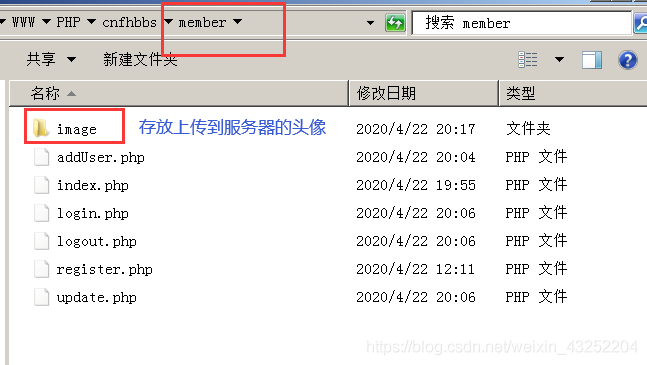 WWW PHP cnfhbbs member 搜索 member
共享 新建文件夹
名称 修改日期 类型
image 存放上传到服务器的头像 2020/4/22 20:17 文件夹
addUser.php 2020/4/22 20:04 PHP 文件
index.php 2020/4/22 19:55 PHP 文件
login.php 2020/4/22 20:06 PHP 文件
logout.php 2020/4/22 20:06 PHP 文件
register.php 2020/4/22 12:11 PHP 文件
update.php 2020/4/22 20:06 PHP 文件
https://blog.csdn.net/weixin_43252204